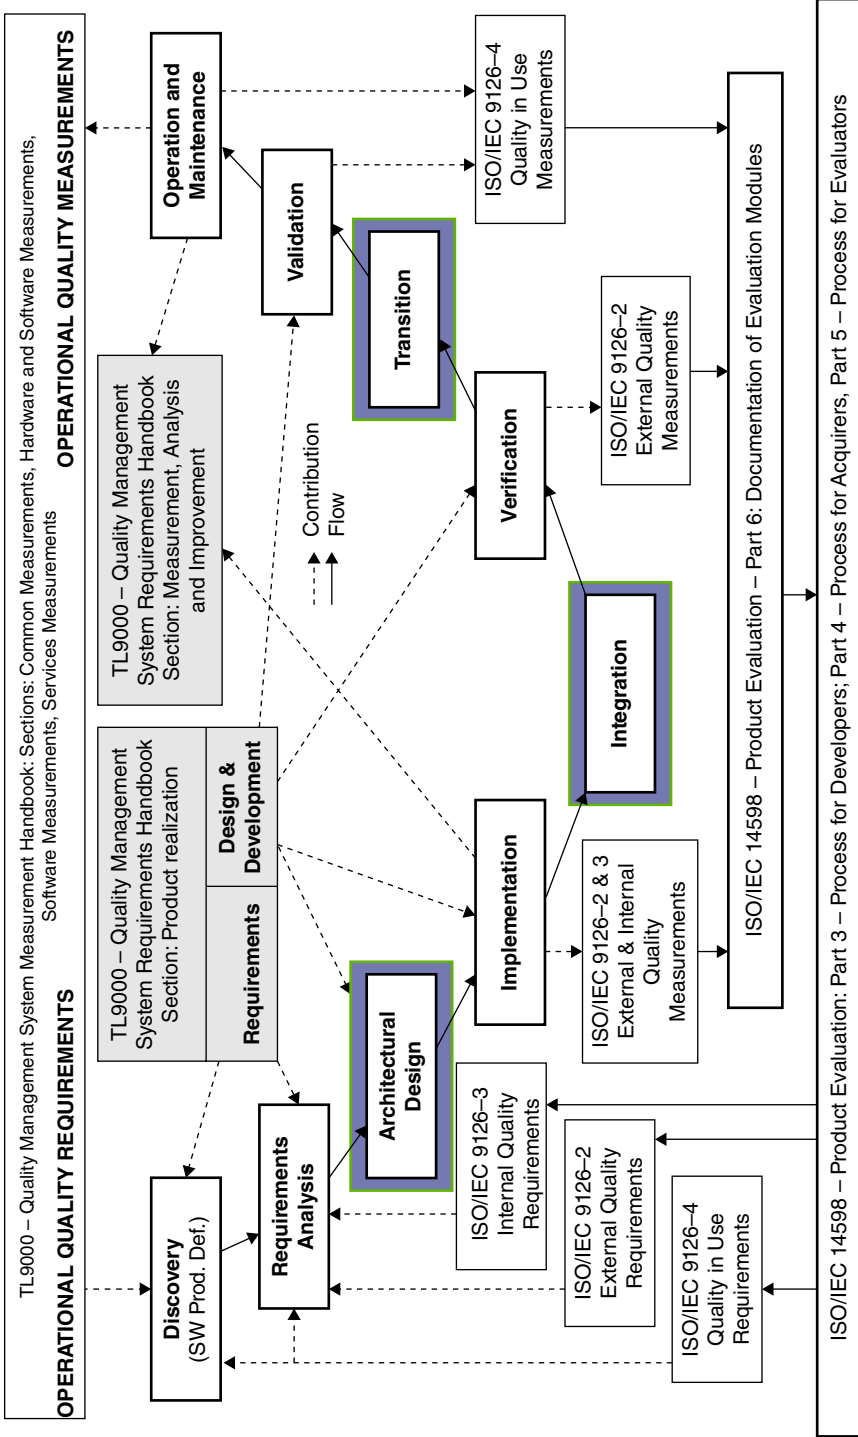 TL9000 – Quality Management System Measurement Handbook: Sections: Common Measurements, Hardware and Software Measurements,
Software Measurements, Services Measurements
OPERATIONAL QUALITY REQUIREMENTS
OPERATIONAL QUALITY MEASUREMENTS
TL9000 – Quality Management
System Requirements Handbook
Section: Product realization
Requirements
Design &
Development
TL9000 – Quality Management
System Requirements Handbook
Section: Measurement, Analysis
and Improvement
Discovery
(SW Prod. Def.)
Operation and
Maintenance
Requirements
Analysis
Validation
Contribution
Flow
Architectural
Design
Transition
Implementation
Verification
Integration
ISO/IEC 9126–3
Internal Quality
Requirements
ISO/IEC 9126–4
Quality in Use
Measurements
ISO/IEC 9126–2
External Quality
Requirements
ISO/IEC 9126–2 & 3
External & Internal
Quality
Measurements
ISO/IEC 9126–2
External Quality
Measurements
ISO/IEC 9126–4
Quality in Use
Requirements
ISO/IEC 14598 – Product Evaluation – Part 6: Documentation of Evaluation Modules
ISO/IEC 14598 – Product Evaluation: Part 3 – Process for Developers; Part 4 – Process for Acquirers, Part 5 – Process for Evaluators